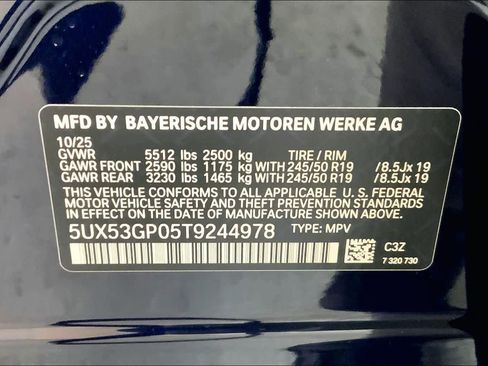 MFD BY BAYERISCHE MOTOREN WERKE AG
10/25
GVWR 5512 lbs 2500 kg TIRE / RIM
GAWR FRONT 2590 lbs 1175 kg WITH 245/50 R19 /8.5Jx 19
GAWR REAR 3230 lbs 1465 kg WITH 245/50 R19 /8.5Jx 19
THIS VEHICLE CONFORMS TO ALL APPLICABLE U. S. FEDERAL
MOTOR VEHICLE SAFETY AND THEFT PREVENTION STANDARDS
IN EFFECT ON THE DATE OF MANUFACTURE SHOWN ABOVE.
5UX53GP05T9244978 TYPE: MPV
C3Z
7 320 730